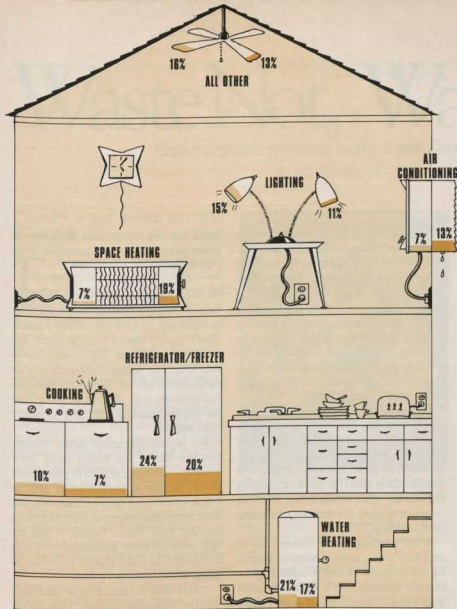 16%
13%
ALL OTHER
LIGHTING
15%
11%
AIR
CONDITIONING
7%
13%
SPACE HEATING
7%
19%
REFRIGERATOR/FREEZER
COOKING
10%
7%
24%
20%
WATER
HEATING
21%
17%